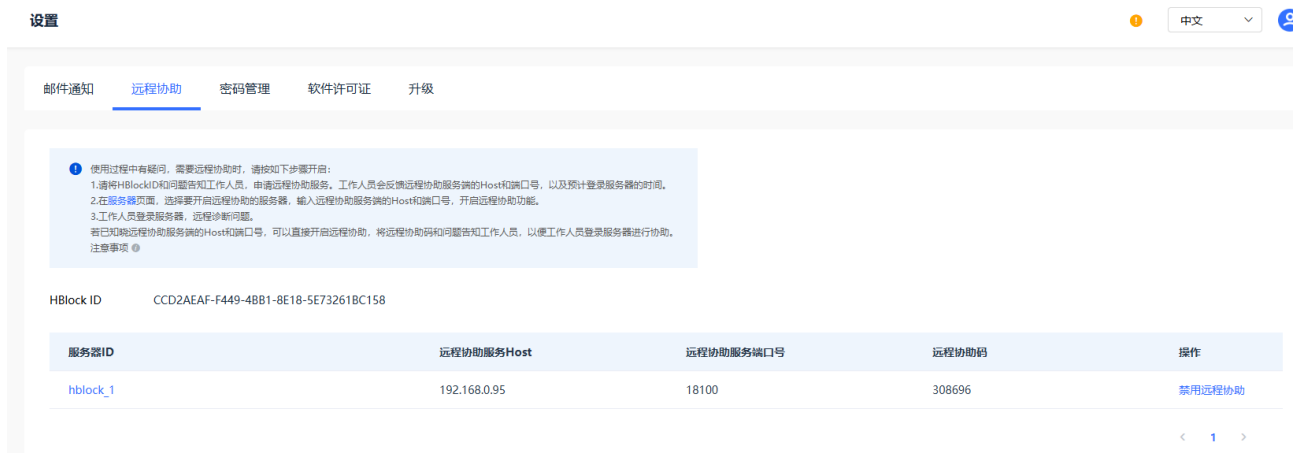 设置
中文
邮件通知 远程协助 密码管理 软件许可证 升级
使用过程中有疑问，需要远程协助时，请按如下步骤开启：
1.请将HBlockID和问题告知工作人员，申请远程协助服务。工作人员会反馈远程协助服务端的Host和端口号，以及预计登录服务器的时间。
2.在服务器页面，选择要开启远程协助的服务器，输入远程协助服务端的Host和端口号，开启远程协助功能。
3.工作人员登录服务器，远程诊断问题。
若已知晓远程协助服务端的Host和端口号，可以直接开启远程协助，将远程协助码和问题告知工作人员，以便工作人员登录服务器进行协助。
注意事项
HBlock ID CCD2AEAF-F449-4BB1-8E18-5E73261BC158
服务器ID 远程协助服务Host 远程协助服务端口号 远程协助码 操作
hblock_1 192.168.0.95 18100 308696 禁用远程协助
< 1 >